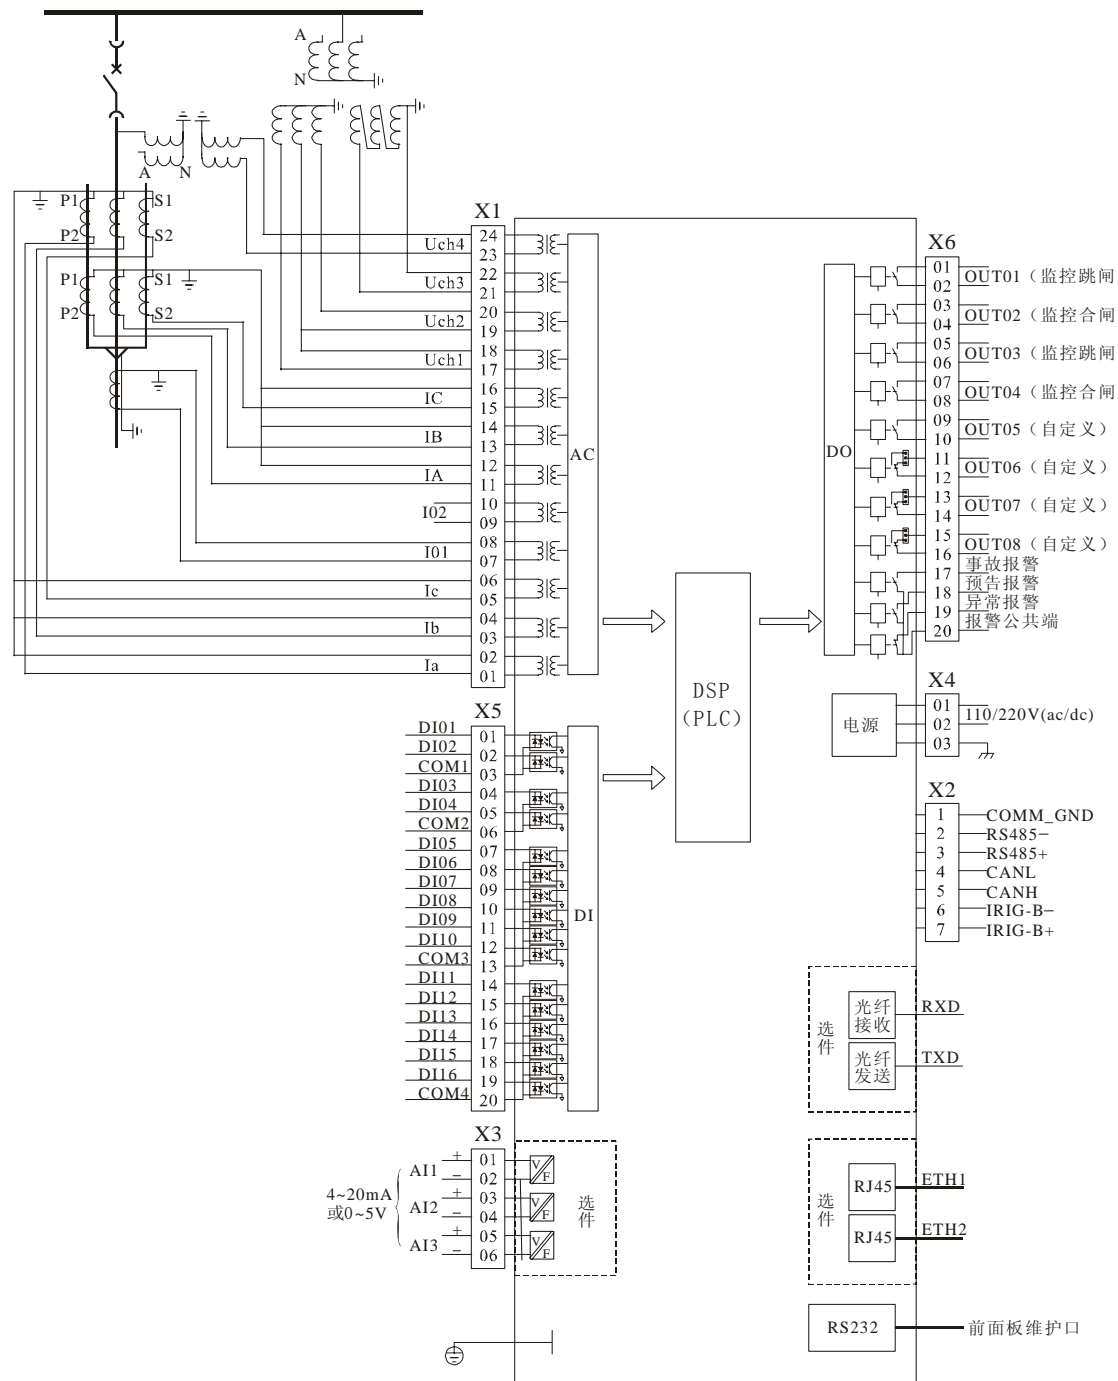 A
N
A
N
P1
S1
P2
S2
P1
S1
P2
S2
X1
Uch4
24
23
Uch3
22
21
Uch2
20
19
Uch1
18
17
IC
16
15
IB
14
13
IA
12
11
I02
10
09
I01
08
07
Ic
06
05
Ib
04
03
Ia
02
01
AC
X5
DI01
01
DI02
02
COM1
03
DI03
04
DI04
05
COM2
06
DI05
07
DI06
08
DI07
09
DI08
10
DI09
11
DI10
12
COM3
13
DI11
14
DI12
15
DI13
16
DI14
17
DI15
18
DI16
19
COM4
20
DI
X3
4~20mA
或0~5V
AI1
+
01
−
02
AI2
+
03
−
04
AI3
+
05
−
06
V
F
V
F
V
F
选件
DSP
(PLC)
DO
X6
01
02
OUT01（监控跳闸
03
04
OUT02（监控合闸
05
06
OUT03（监控跳闸
07
08
OUT04（监控合闸
09
10
OUT05（自定义）
11
12
OUT06（自定义）
13
14
OUT07（自定义）
15
16
OUT08（自定义）
17
事故报警
18
预告报警
19
异常报警
20
报警公共端
X4
电源
01
02
03
110/220V(ac/dc)
X2
1
COMM_GND
2
RS485−
3
RS485+
4
CANL
5
CANH
6
IRIG-B−
7
IRIG-B+
选件
光纤
接收
RXD
光纤
发送
TXD
选件
RJ45
ETH1
RJ45
ETH2
RS232
前面板维护口